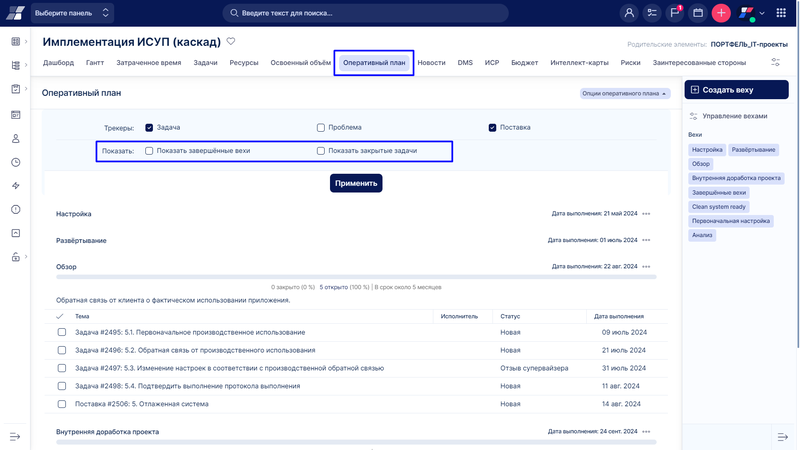 Выберите панель
Введите текст для поиска...
1
Имплементация ИСУП (каскад)
Родительские элементы: ПОРТФЕЛЬ_IT-проекты
Дашборд Гантт Затраченное время Задачи Ресурсы Освоенный объём Оперативный план Новости DMS ИСР Бюджет Интеллект-карты Риски Заинтересованные стороны
Оперативный план
Опции оперативного плана
Трекеры: Задача Проблема Поставка
Показать: Показать завершённые вехи Показать закрытые задачи
Применить
Настройка Дата выполнения: 21 май 2024
Развёртывание Дата выполнения: 01 июль 2024
Обзор Дата выполнения: 22 авг. 2024
0 закрыто (0 %) 5 открыто (100 %) | В срок около 5 месяцев
Обратная связь от клиента о фактическом использовании приложения.
Тема Исполнитель Статус Дата выполнения
Задача #2495: 5.1. Первоначальное производственное использование Новая 09 июль 2024
Задача #2496: 5.2. Обратная связь от производственного использования Новая 21 июль 2024
Задача #2497: 5.3. Изменение настроек в соответствии с производственной обратной связью Отзыв супервайзера 31 июль 2024
Задача #2498: 5.4. Подтвердить выполнение протокола выполнения Новая 11 авг. 2024
Поставка #2506: 5. Отлаженная система Новая 14 авг. 2024
Внутренняя доработка проекта Дата выполнения: 24 сент. 2024
Создать веху
Управление вехами
Вехи
Настройка Развёртывание
Обзор
Внутренняя доработка проекта
Завершённые вехи
Clean system ready
Первоначальная настройка
Анализ